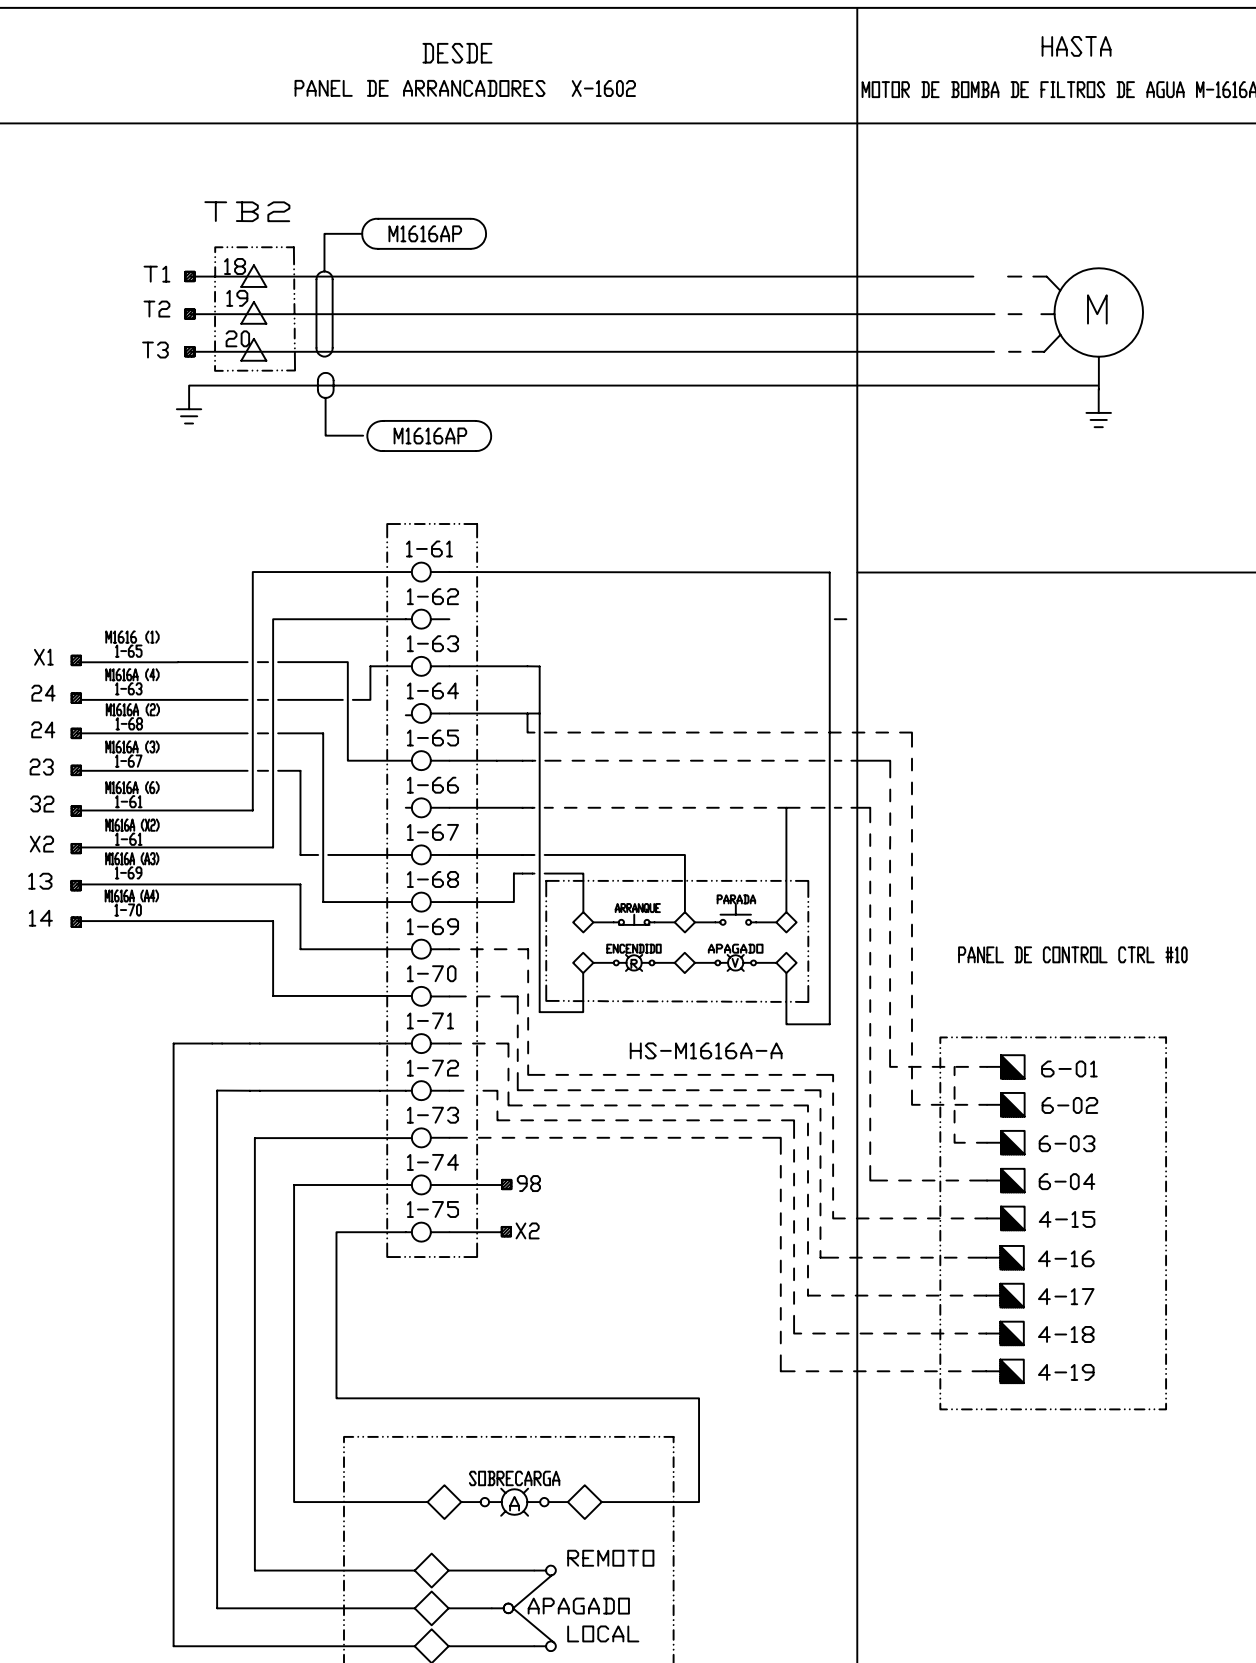 DESDE
PANEL DE ARRANCADORES X-1602
HASTA
MOTOR DE BOMBA DE FILTROS DE AGUA M-1616A
TB2
M1616AP
T1
18
T2
19
T3
20
M
M1616AP
1-61
1-62
1-63
1-64
1-65
1-66
1-67
1-68
1-69
1-70
1-71
1-72
1-73
1-74
1-75
X1
M1616 (1)
1-65
24
M1616A (4)
1-63
24
M1616A (2)
1-68
23
M1616A (3)
1-67
32
M1616A (6)
1-61
X2
M1616A (X2)
1-61
13
M1616A (A3)
1-69
14
M1616A (A4)
1-70
98
X2
ARRANQUE
PARADA
ENCENDIDO
APAGADO
R
V
HS-M1616A-A
PANEL DE CONTROL CTRL #10
6-01
6-02
6-03
6-04
4-15
4-16
4-17
4-18
4-19
SOBRECARGA
A
REMOTO
APAGADO
LOCAL